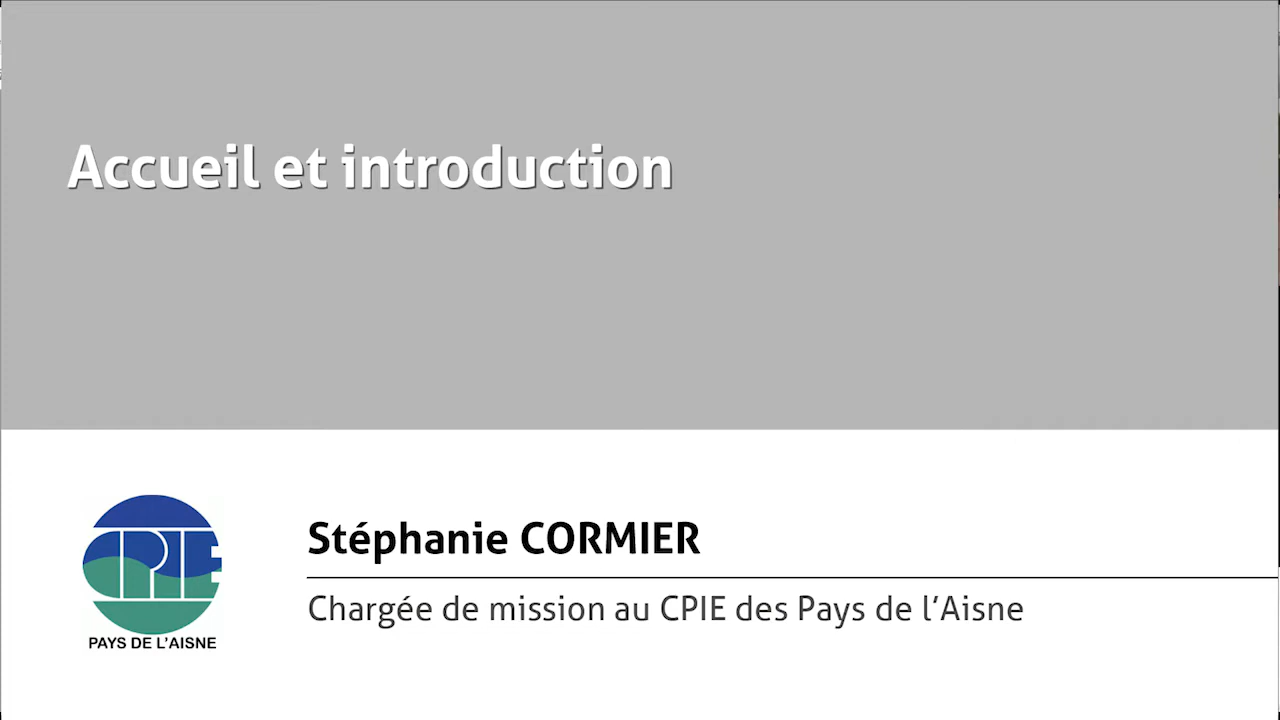 Accueil et introduction
CPIE
PAYS DE L'AISNE
Stéphanie CORMIER
Chargée de mission au CPIE des Pays de l'Aisne